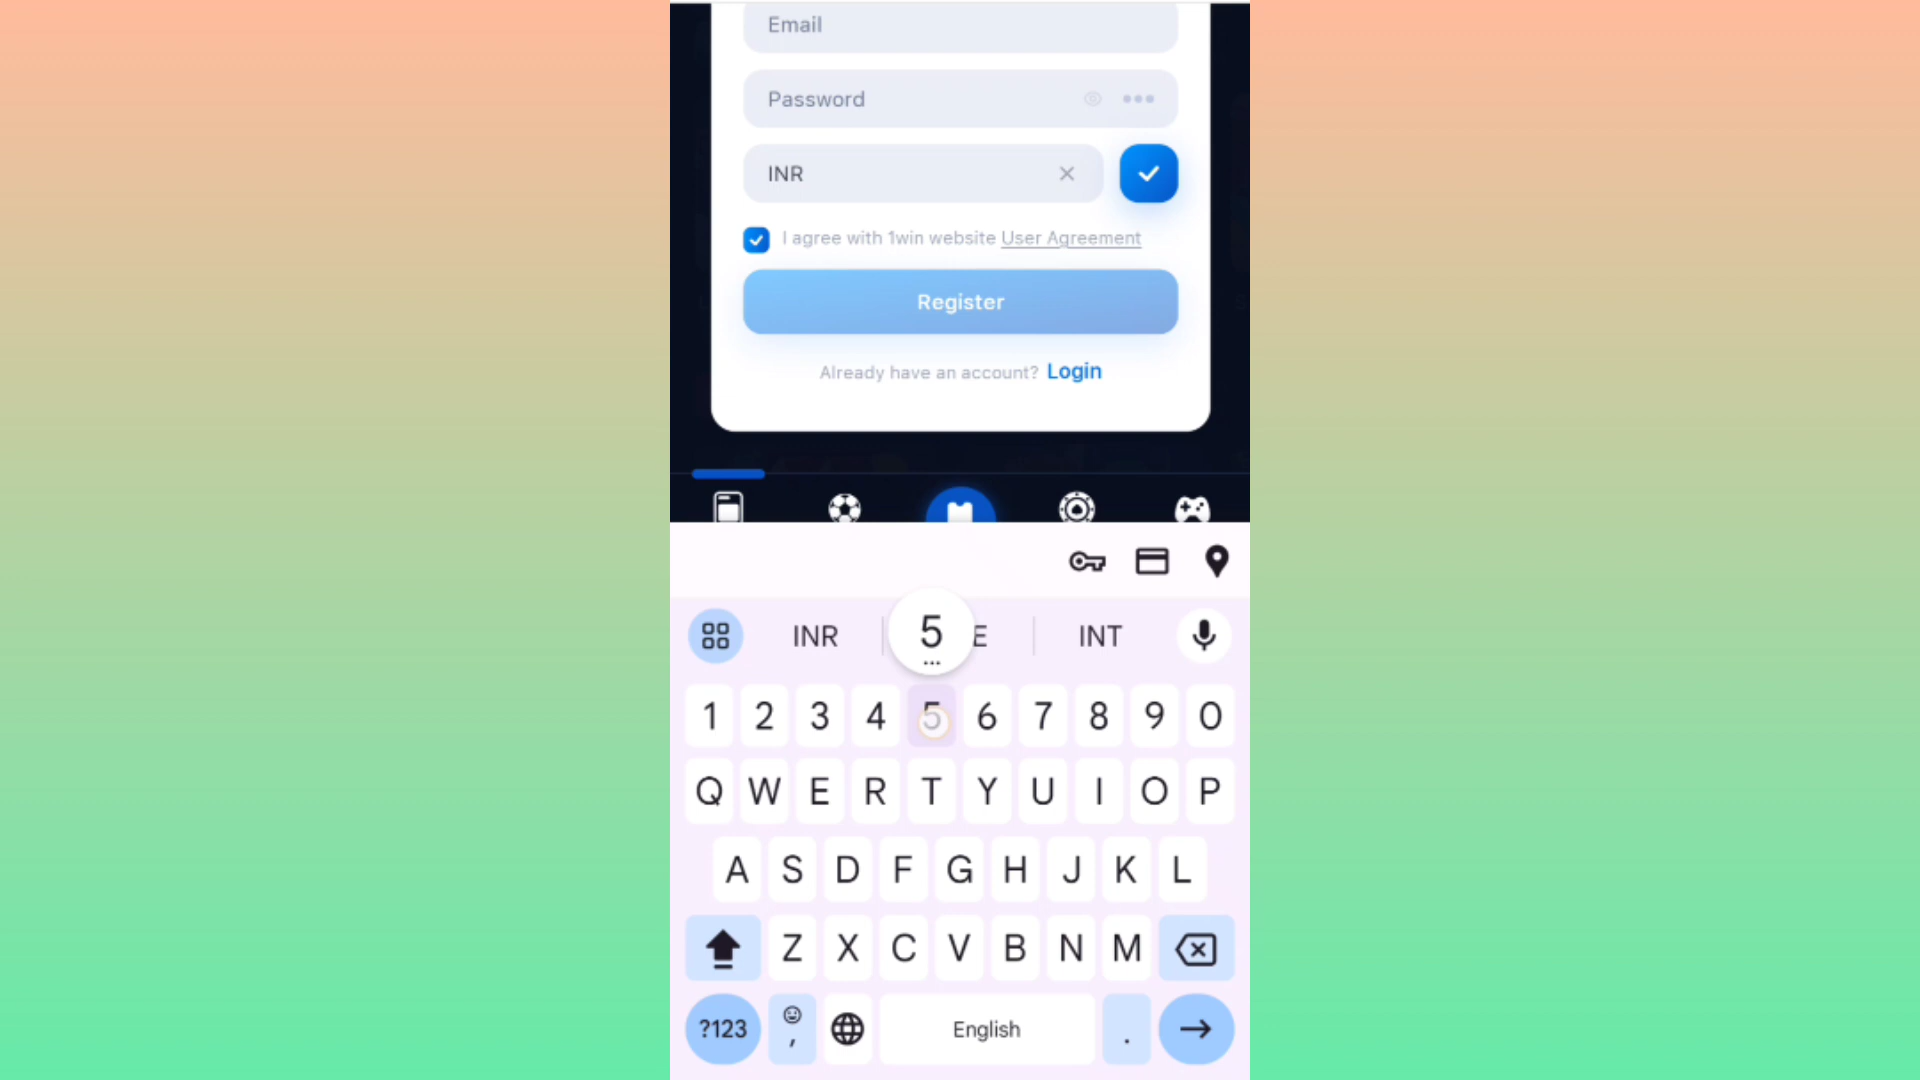 Email
Password
INR
I agree with 1win website User Agreement
Register
Already have an account? Login
INR 5 E INT
1 2 3 4 5 6 7 8 9 0
Q W E R T Y U I O P
A S D F G H J K L
Z X C V B N M
?123 , English .